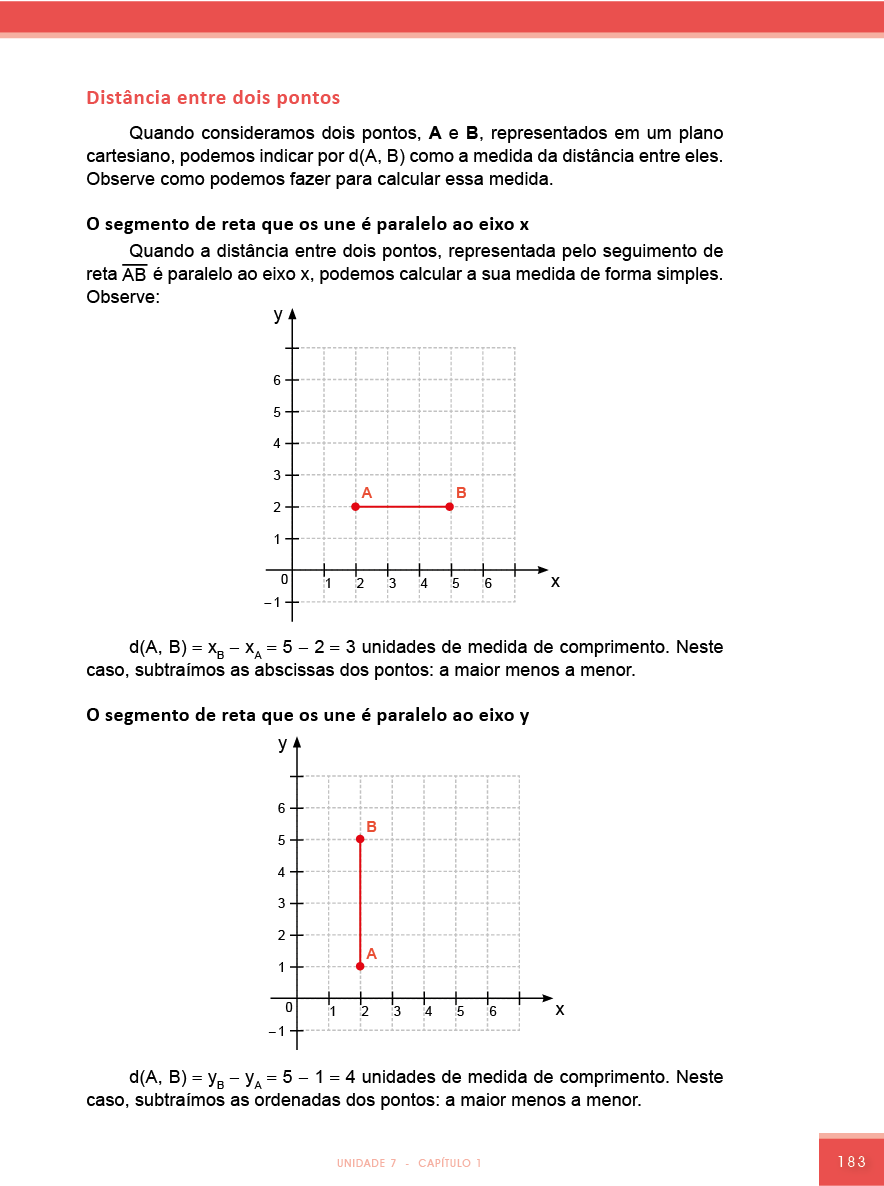 Distância entre dois pontos
Quando consideramos dois pontos, A e B, representados em um plano
cartesiano, podemos indicar por d(A, B) como a medida da distância entre eles.
Observe como podemos fazer para calcular essa medida.
O segmento de reta que os une é paralelo ao eixo x
Quando a distância entre dois pontos, representada pelo seguimento de
reta A̅B̅ é paralelo ao eixo x, podemos calcular a sua medida de forma simples.
Observe:
y
6
5
4
3
A B
2
1
0 1 2 3 4 5 6 x
–1
d(A, B) = x_B – x_A = 5 – 2 = 3 unidades de medida de comprimento. Neste
caso, subtraímos as abscissas dos pontos: a maior menos a menor.
O segmento de reta que os une é paralelo ao eixo y
y
6
B
5
4
3
2
A
1
0 1 2 3 4 5 6 x
–1
d(A, B) = y_B – y_A = 5 – 1 = 4 unidades de medida de comprimento. Neste
caso, subtraímos as ordenadas dos pontos: a maior menos a menor.
UNIDADE 7 - CAPÍTULO 1
183